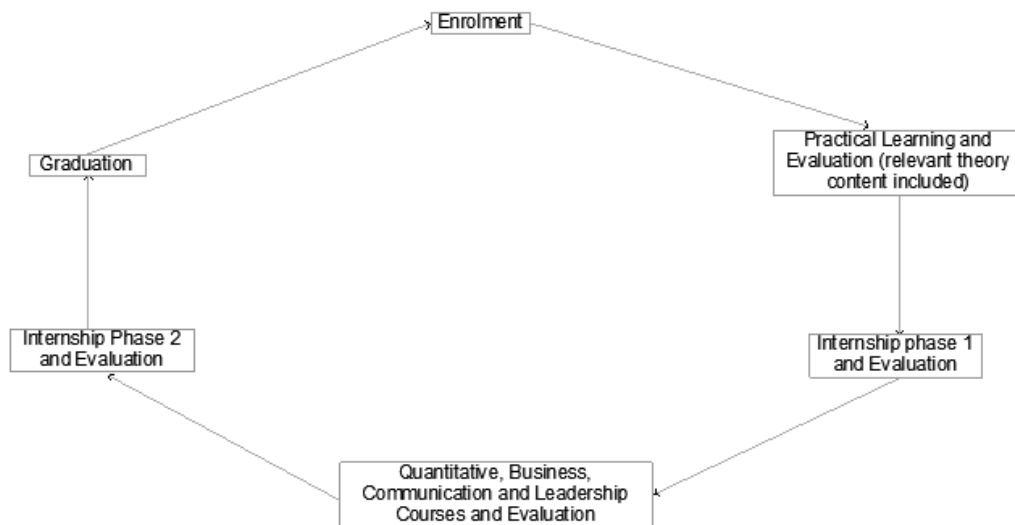 Enrolment
Practical Learning and
Evaluation (relevant theory
content included)
Graduation
Internship Phase 2
and Evaluation
Internship phase 1
and Evaluation
Quantitative, Business,
Communication and Leadership
Courses and Evaluation